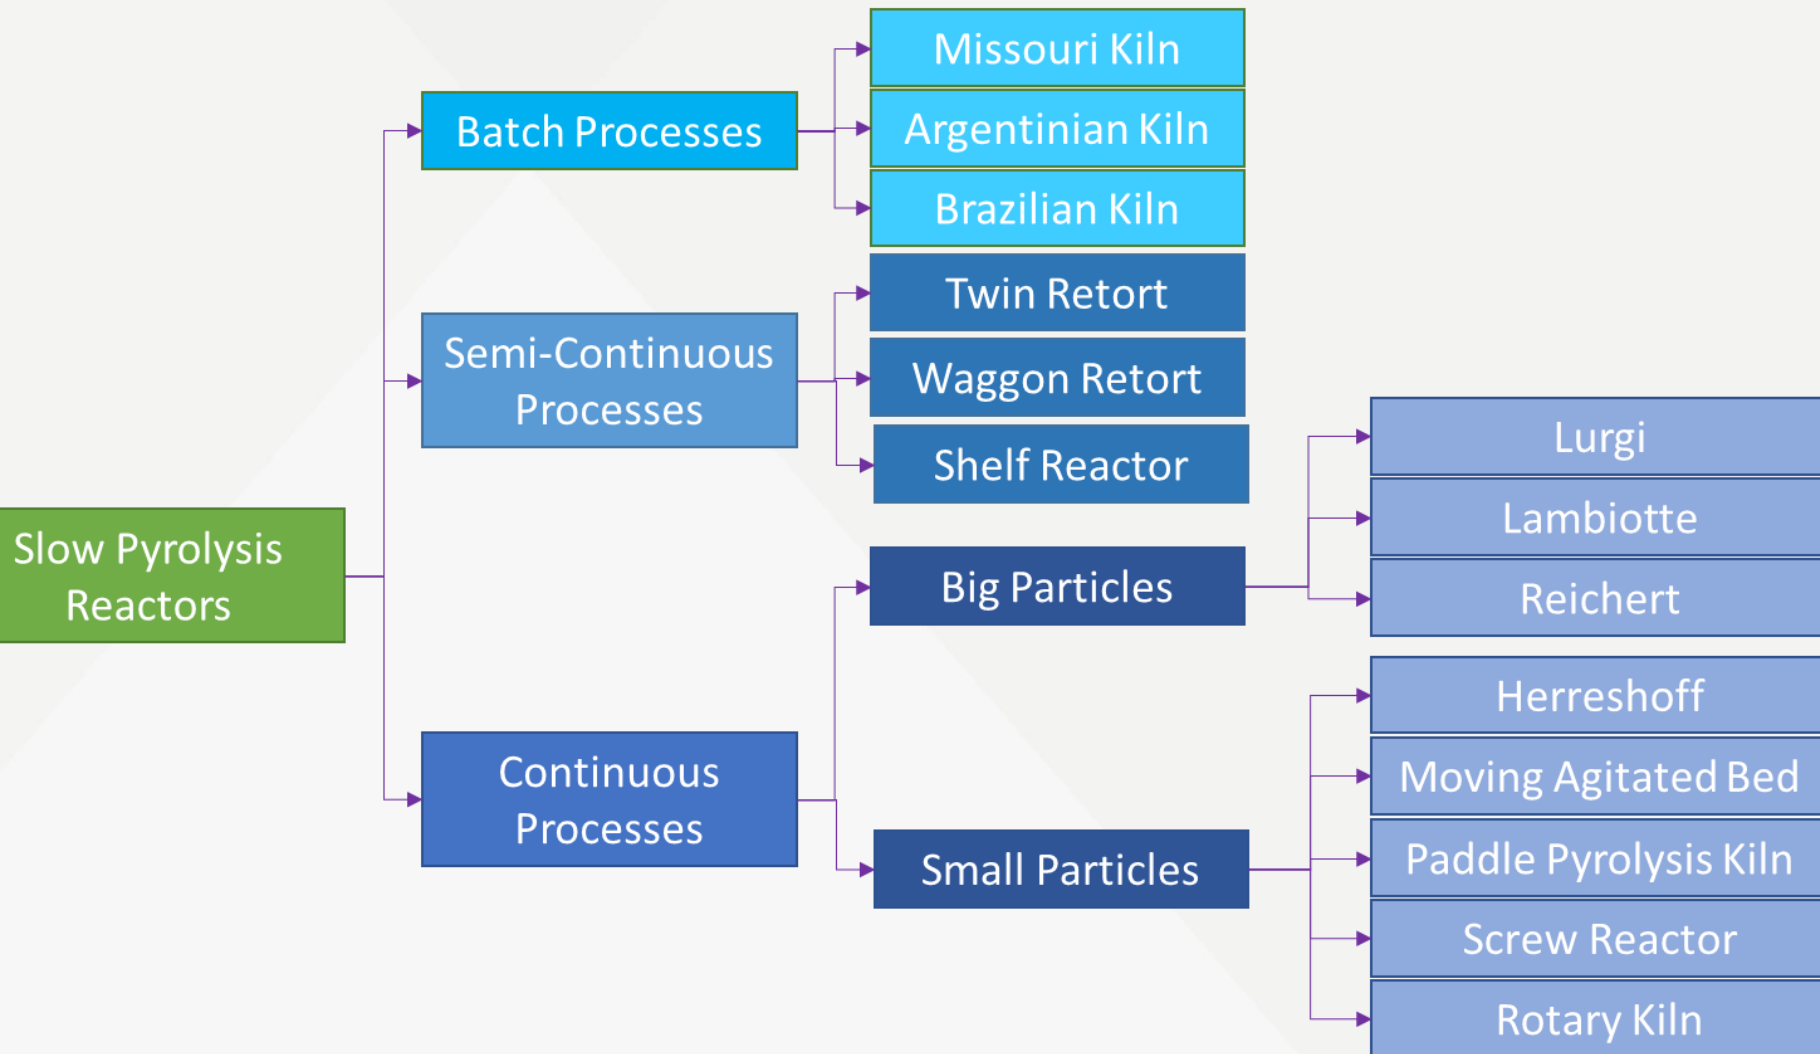 Missouri Kiln
Batch Processes
Argentinian Kiln
Brazilian Kiln
Twin Retort
Semi-Continuous
Processes
Waggon Retort
Shelf Reactor
Lurgi
Lambiotte
Slow Pyrolysis
Reactors
Big Particles
Reichert
Herreshoff
Continuous
Processes
Moving Agitated Bed
Small Particles
Paddle Pyrolysis Kiln
Screw Reactor
Rotary Kiln